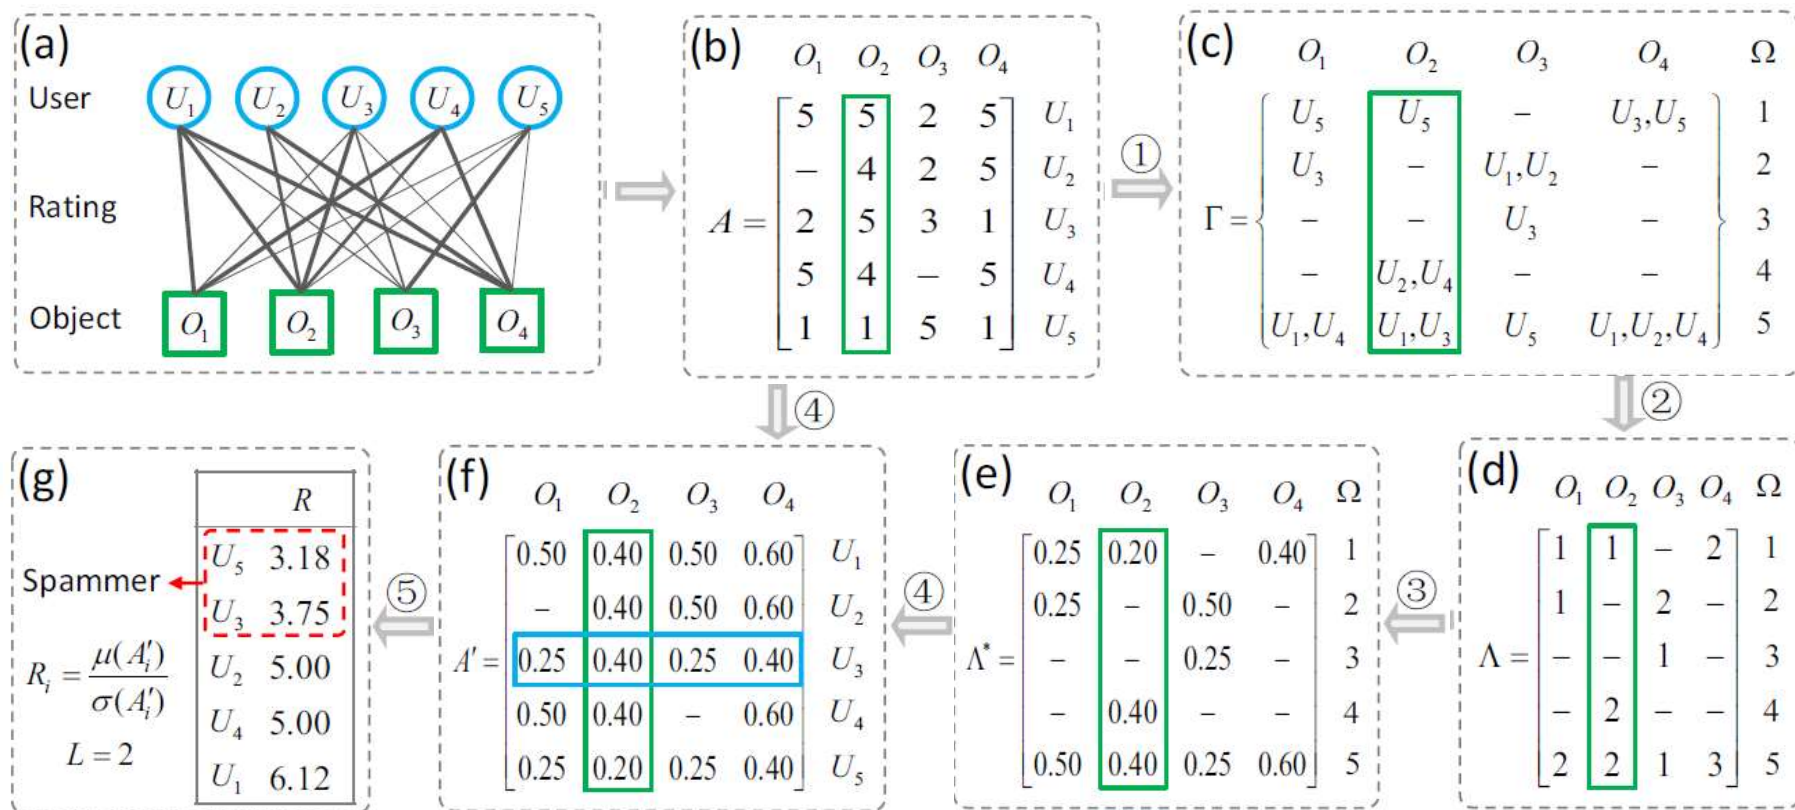 (a)
User U1 U2 U3 U4 U5
Rating
Object O1 O2 O3 O4
(b)
O1 O2 O3 O4
5 5 2 5 U1
– 4 2 5 U2
A = 2 5 3 1 U3
5 4 – 5 U4
1 1 5 1 U5
①
(c)
O1 O2 O3 O4 Ω
U5 U5 – U3,U5 1
U3 – U1,U2 – 2
Γ = – – U3 – 3
– U2,U4 – – 4
U1,U4 U1,U3 U5 U1,U2,U4 5
④
②
(g)
R
U5 3.18
Spammer
U3 3.75
U2 5.00
Ri = μ(A′i) / σ(A′i)
U4 5.00
L = 2
U1 6.12
⑤
(f)
O1 O2 O3 O4
0.50 0.40 0.50 0.60 U1
– 0.40 0.50 0.60 U2
A′ = 0.25 0.40 0.25 0.40 U3
0.50 0.40 – 0.60 U4
0.25 0.20 0.25 0.40 U5
④
(e)
O1 O2 O3 O4 Ω
0.25 0.20 – 0.40 1
0.25 – 0.50 – 2
Λ* = – – 0.25 – 3
– 0.40 – – 4
0.50 0.40 0.25 0.60 5
③
(d)
O1 O2 O3 O4 Ω
1 1 – 2 1
1 – 2 – 2
Λ = – – 1 – 3
– 2 – – 4
2 2 1 3 5